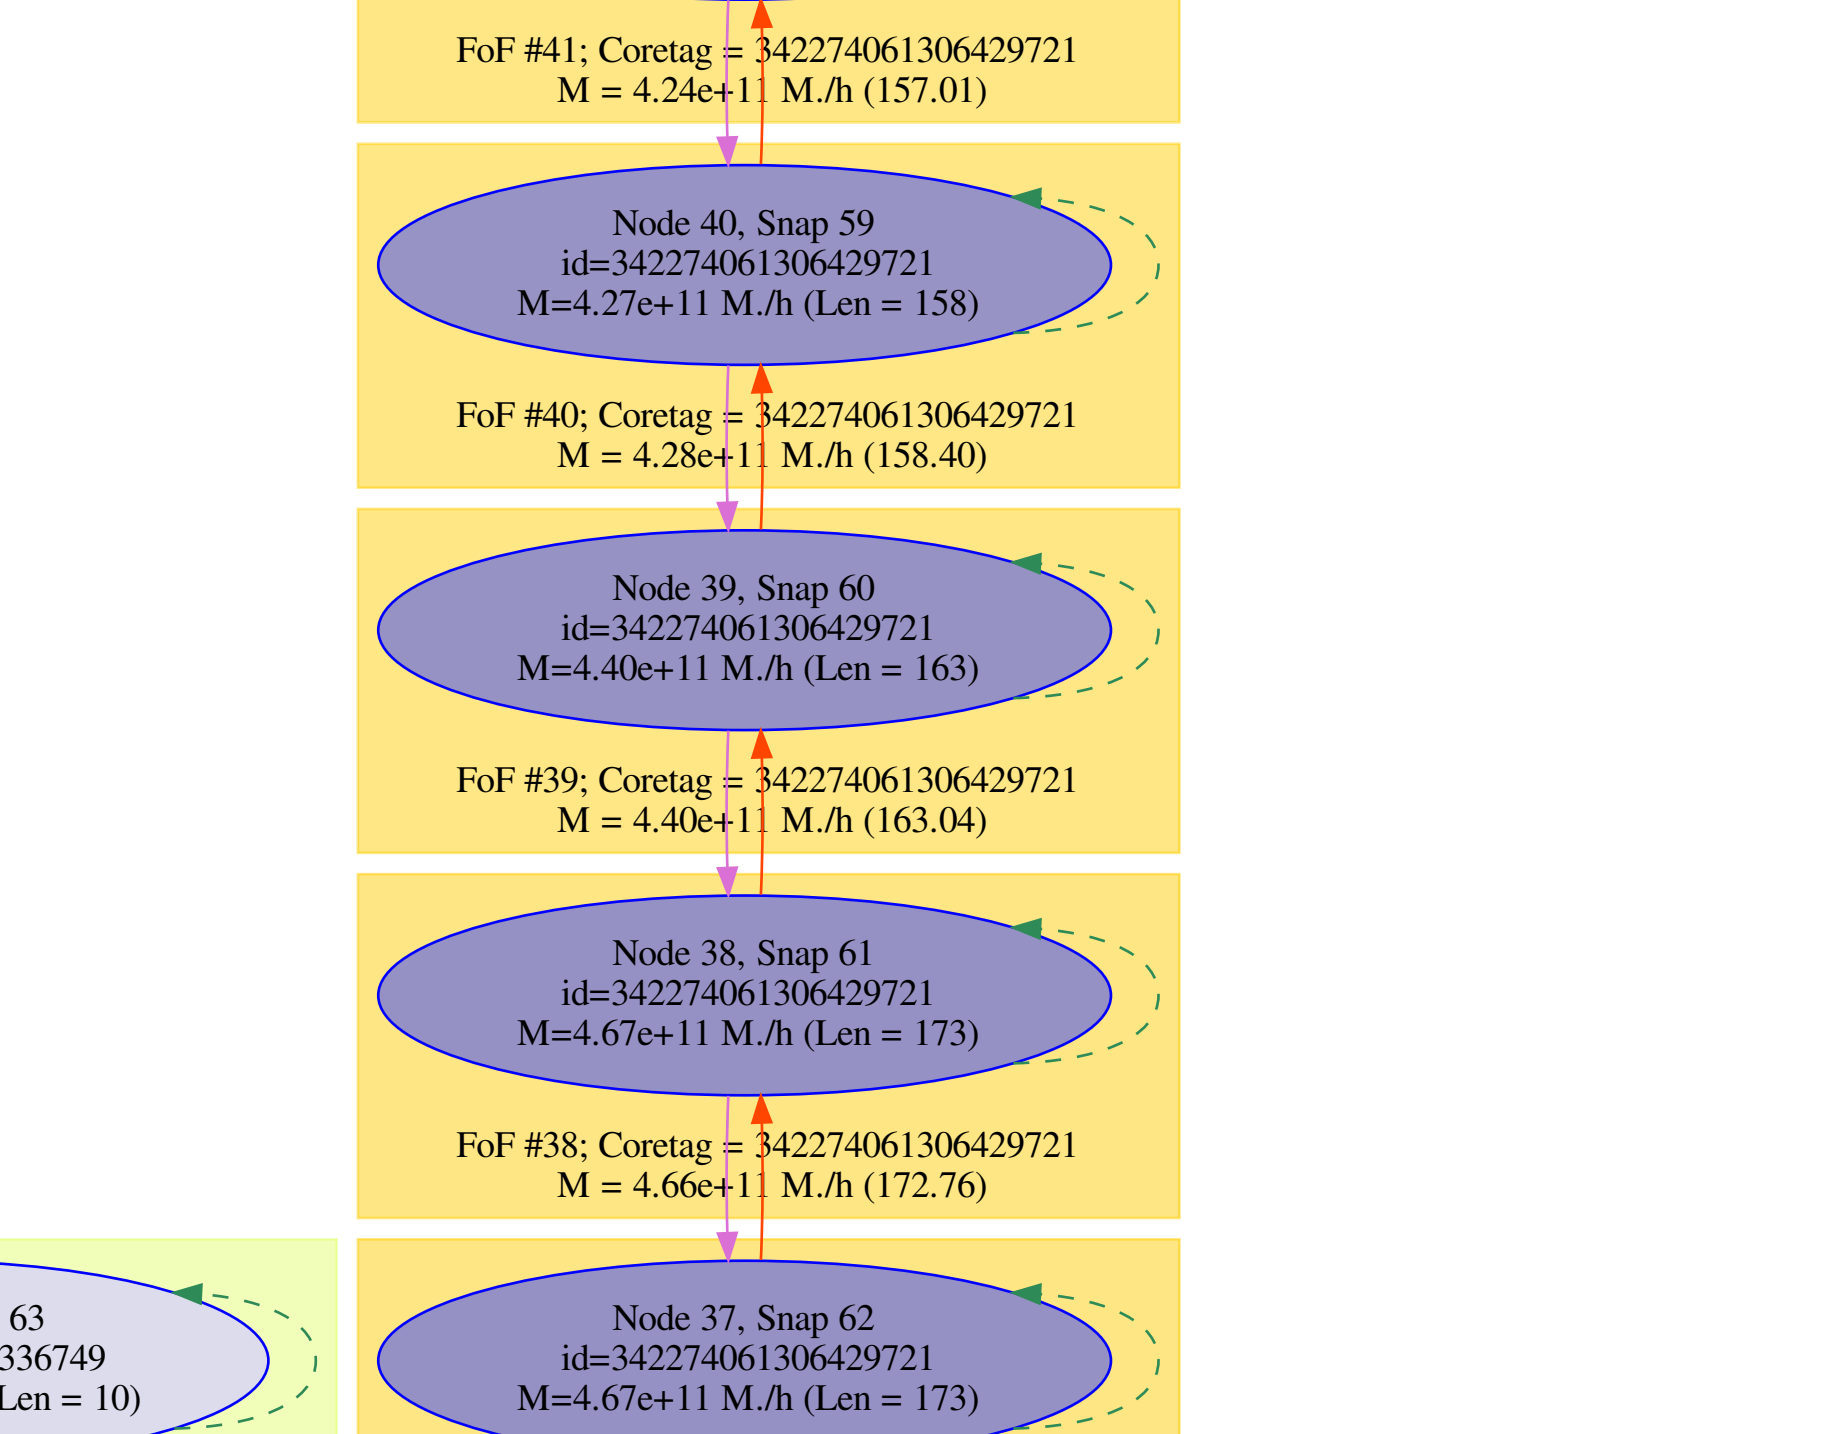 FoF #41; Coretag = 342274061306429721
M = 4.24e+11 M./h (157.01)
Node 40, Snap 59
id=342274061306429721
M=4.27e+11 M./h (Len = 158)
FoF #40; Coretag = 342274061306429721
M = 4.28e+11 M./h (158.40)
Node 39, Snap 60
id=342274061306429721
M=4.40e+11 M./h (Len = 163)
FoF #39; Coretag = 342274061306429721
M = 4.40e+11 M./h (163.04)
Node 38, Snap 61
id=342274061306429721
M=4.67e+11 M./h (Len = 173)
FoF #38; Coretag = 342274061306429721
M = 4.66e+11 M./h (172.76)
63
336749
Len = 10)
Node 37, Snap 62
id=342274061306429721
M=4.67e+11 M./h (Len = 173)